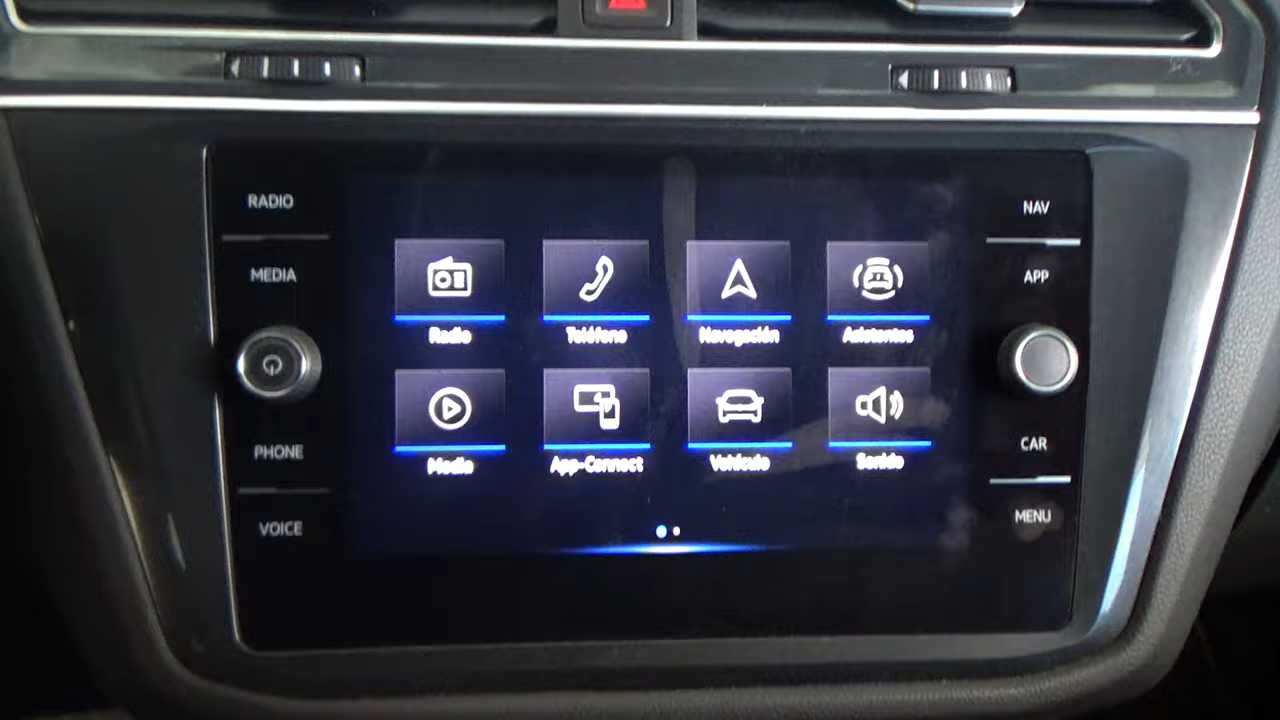 RADIO
MEDIA
PHONE
VOICE
Radio
Teléfono
Navegación
Asistentes
Media
App-Connect
Vehículo
Sonido
NAV
APP
CAR
MENU